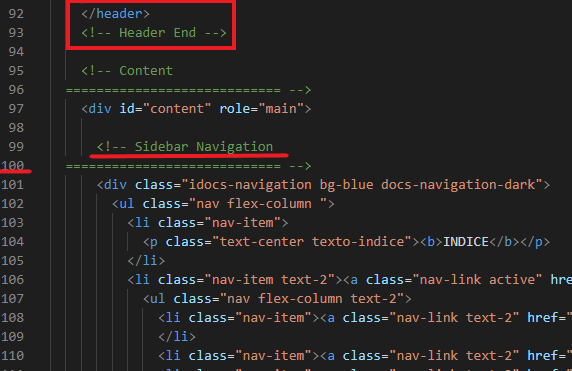 92 </header>
93 <!-- Header End -->
94
95 <!-- Content
96 ============================ -->
97 <div id="content" role="main">
98
99 <!-- Sidebar Navigation
100 ============================ -->
101 <div class="idocs-navigation bg-blue docs-navigation-dark">
102 <ul class="nav flex-column ">
103 <li class="nav-item">
104 <p class="text-center texto-indice"><b>INDICE</b></p>
105 </li>
106 <li class="nav-item text-2"><a class="nav-link active" hre
107 <ul class="nav flex-column text-2">
108 <li class="nav-item"><a class="nav-link text-2" href="
109 </li>
110 <li class="nav-item"><a class="nav-link text-2" href="